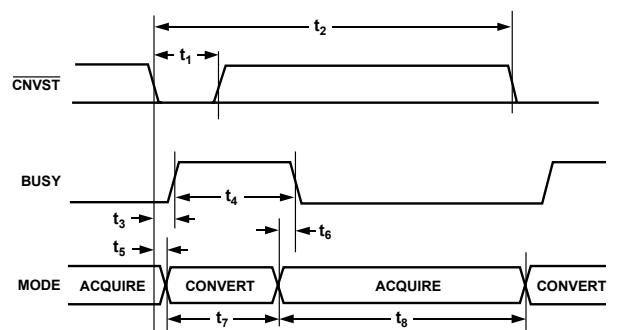 t2
t1
CNVST
BUSY
t4
t3
t6
t5
MODE ACQUIRE CONVERT ACQUIRE CONVERT
t7 t8